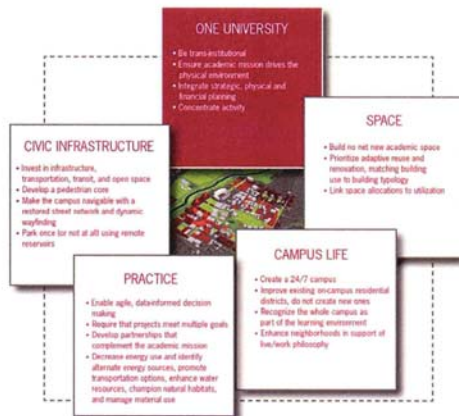 ONE UNIVERSITY
• Be trans-institutional
• Ensure academic mission drives the
physical environment
• Integrate strategic, physical and
financial planning
• Concentrate activity
SPACE
• Build no net new academic space
• Prioritize adaptive reuse and
renovation, matching building
use to building typology
• Link space allocations to utilization
CIVIC INFRASTRUCTURE
• Invest in infrastructure,
transportation, transit, and open space
• Develop a pedestrian core
• Make the campus navigable with a
restored street network and dynamic
wayfinding
• Park once (or not at all) using remote
reservoirs
CAMPUS LIFE
• Create a 24/7 campus
• Improve existing on-campus residential
districts, do not create new ones
• Recognize the whole campus as
part of the learning environment
• Enhance neighborhoods in support of
live/work philosophy
PRACTICE
• Enable agile, data-informed decision
making
• Require that projects meet multiple goals
• Develop partnerships that
complement the academic mission
• Decrease energy use and identify
alternate energy sources, promote
transportation options, enhance water
resources, champion natural habitats,
and manage material use